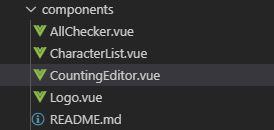 components
AllChecker.vue
CharacterList.vue
CountingEditor.vue
Logo.vue
README.md